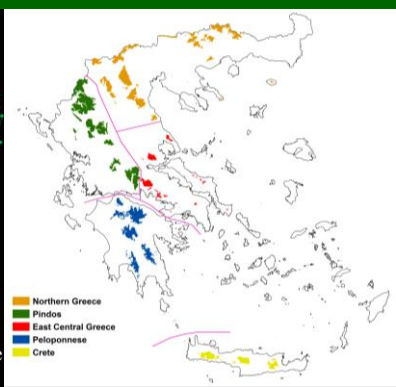 Northern Greece
Pindos
East Central Greece
Peloponnese
Crete